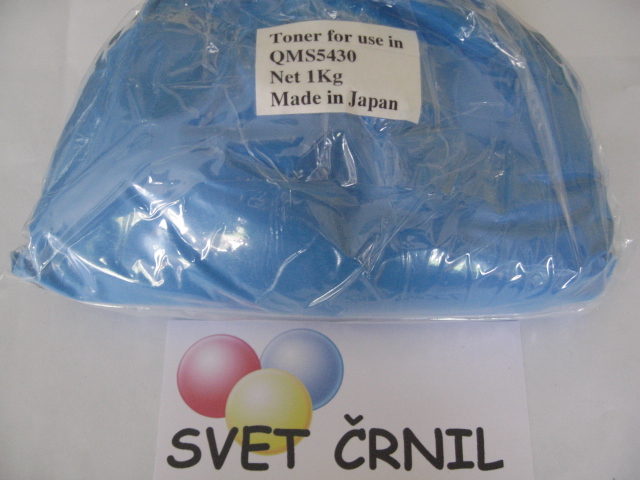 Toner for use in
QMS5430
Net 1Kg
Made in Japan
SVET ČRNIL